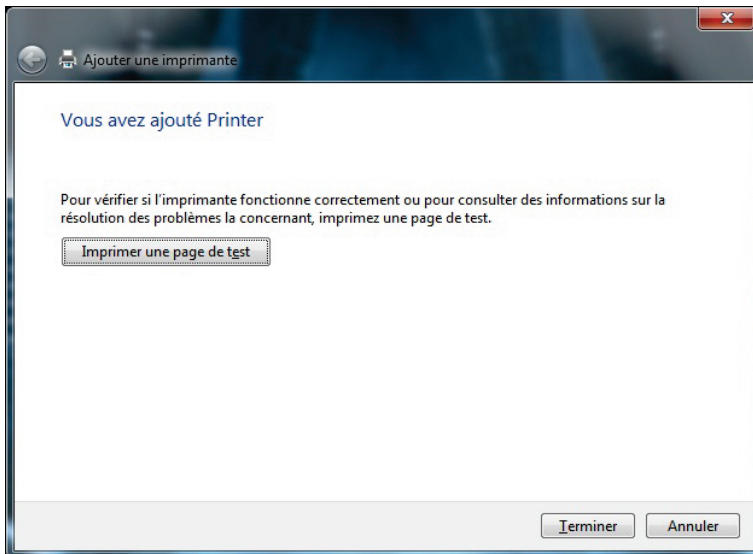 Ajouter une imprimante
Vous avez ajouté Printer
Pour vérifier si l'imprimante fonctionne correctement ou pour consulter des informations sur la
résolution des problèmes la concernant, imprimez une page de test.
Imprimer une page de test
Terminer Annuler